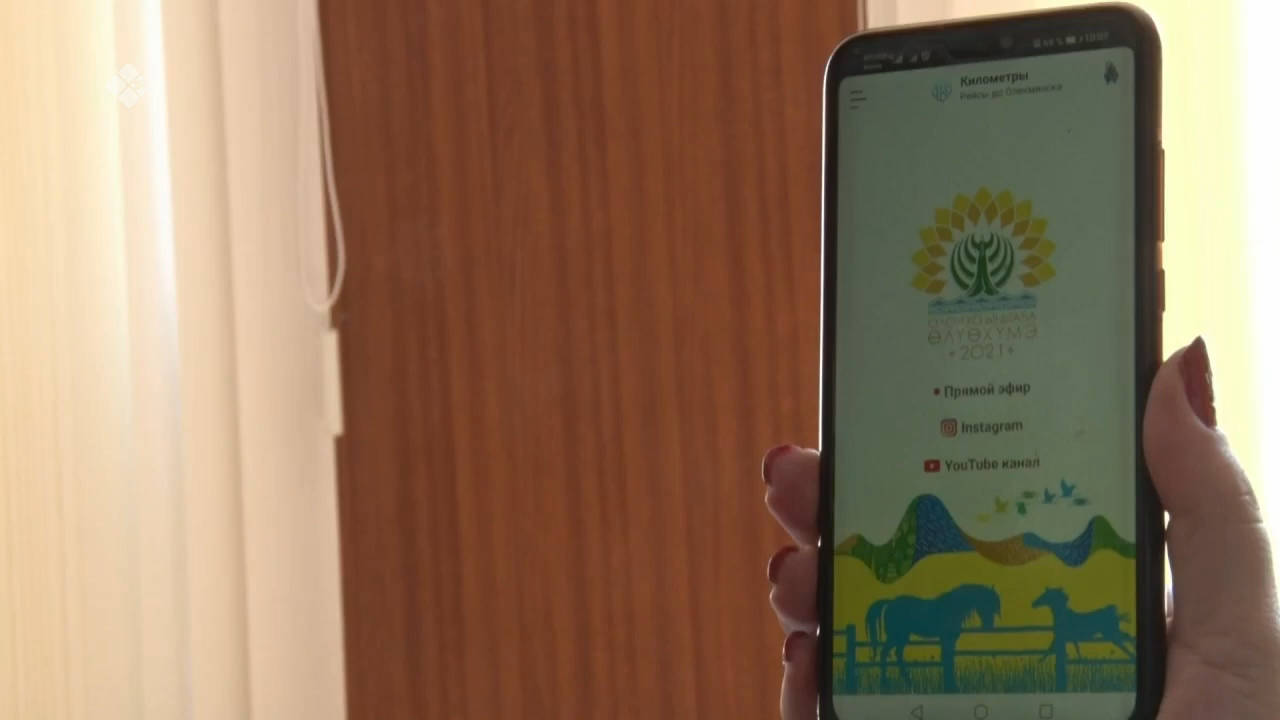 Километры
Рейсы до Олекминска
ӨЛҮӨХҮМЭ
2021
Прямой эфир
Instagram
YouTube канал